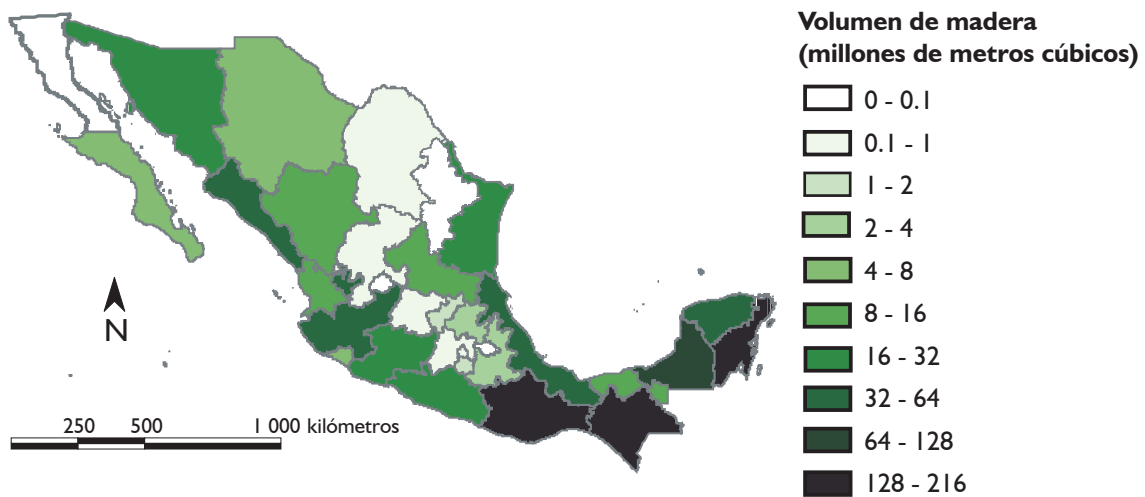 Volumen de madera
(millones de metros cúbicos)
0 - 0.1
0.1 - 1
1 - 2
2 - 4
4 - 8
8 - 16
16 - 32
32 - 64
64 - 128
128 - 216
N
250 500 1 000 kilómetros